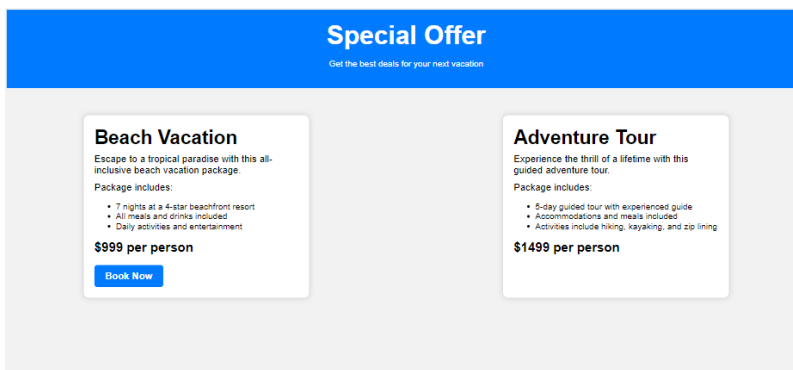 Special Offer
Get the best deals for your next vacation
Beach Vacation
Escape to a tropical paradise with this all-
inclusive beach vacation package.
Package includes:
• 7 nights at a 4-star beachfront resort
• All meals and drinks included
• Daily activities and entertainment
$999 per person
Book Now
Adventure Tour
Experience the thrill of a lifetime with this
guided adventure tour.
Package includes:
• 5-day guided tour with experienced guide
• Accommodations and meals included
• Activities include hiking, kayaking, and zip lining
$1499 per person